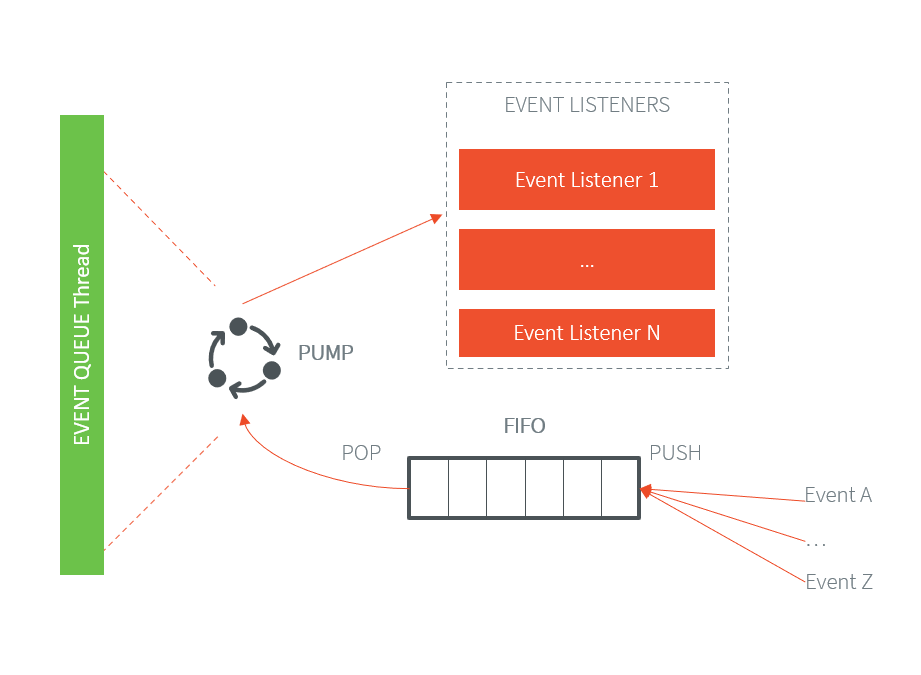 EVENT LISTENERS
Event Listener 1
...
Event Listener N
EVENT QUEUE Thread
PUMP
FIFO
POP
PUSH
Event A
...
Event Z